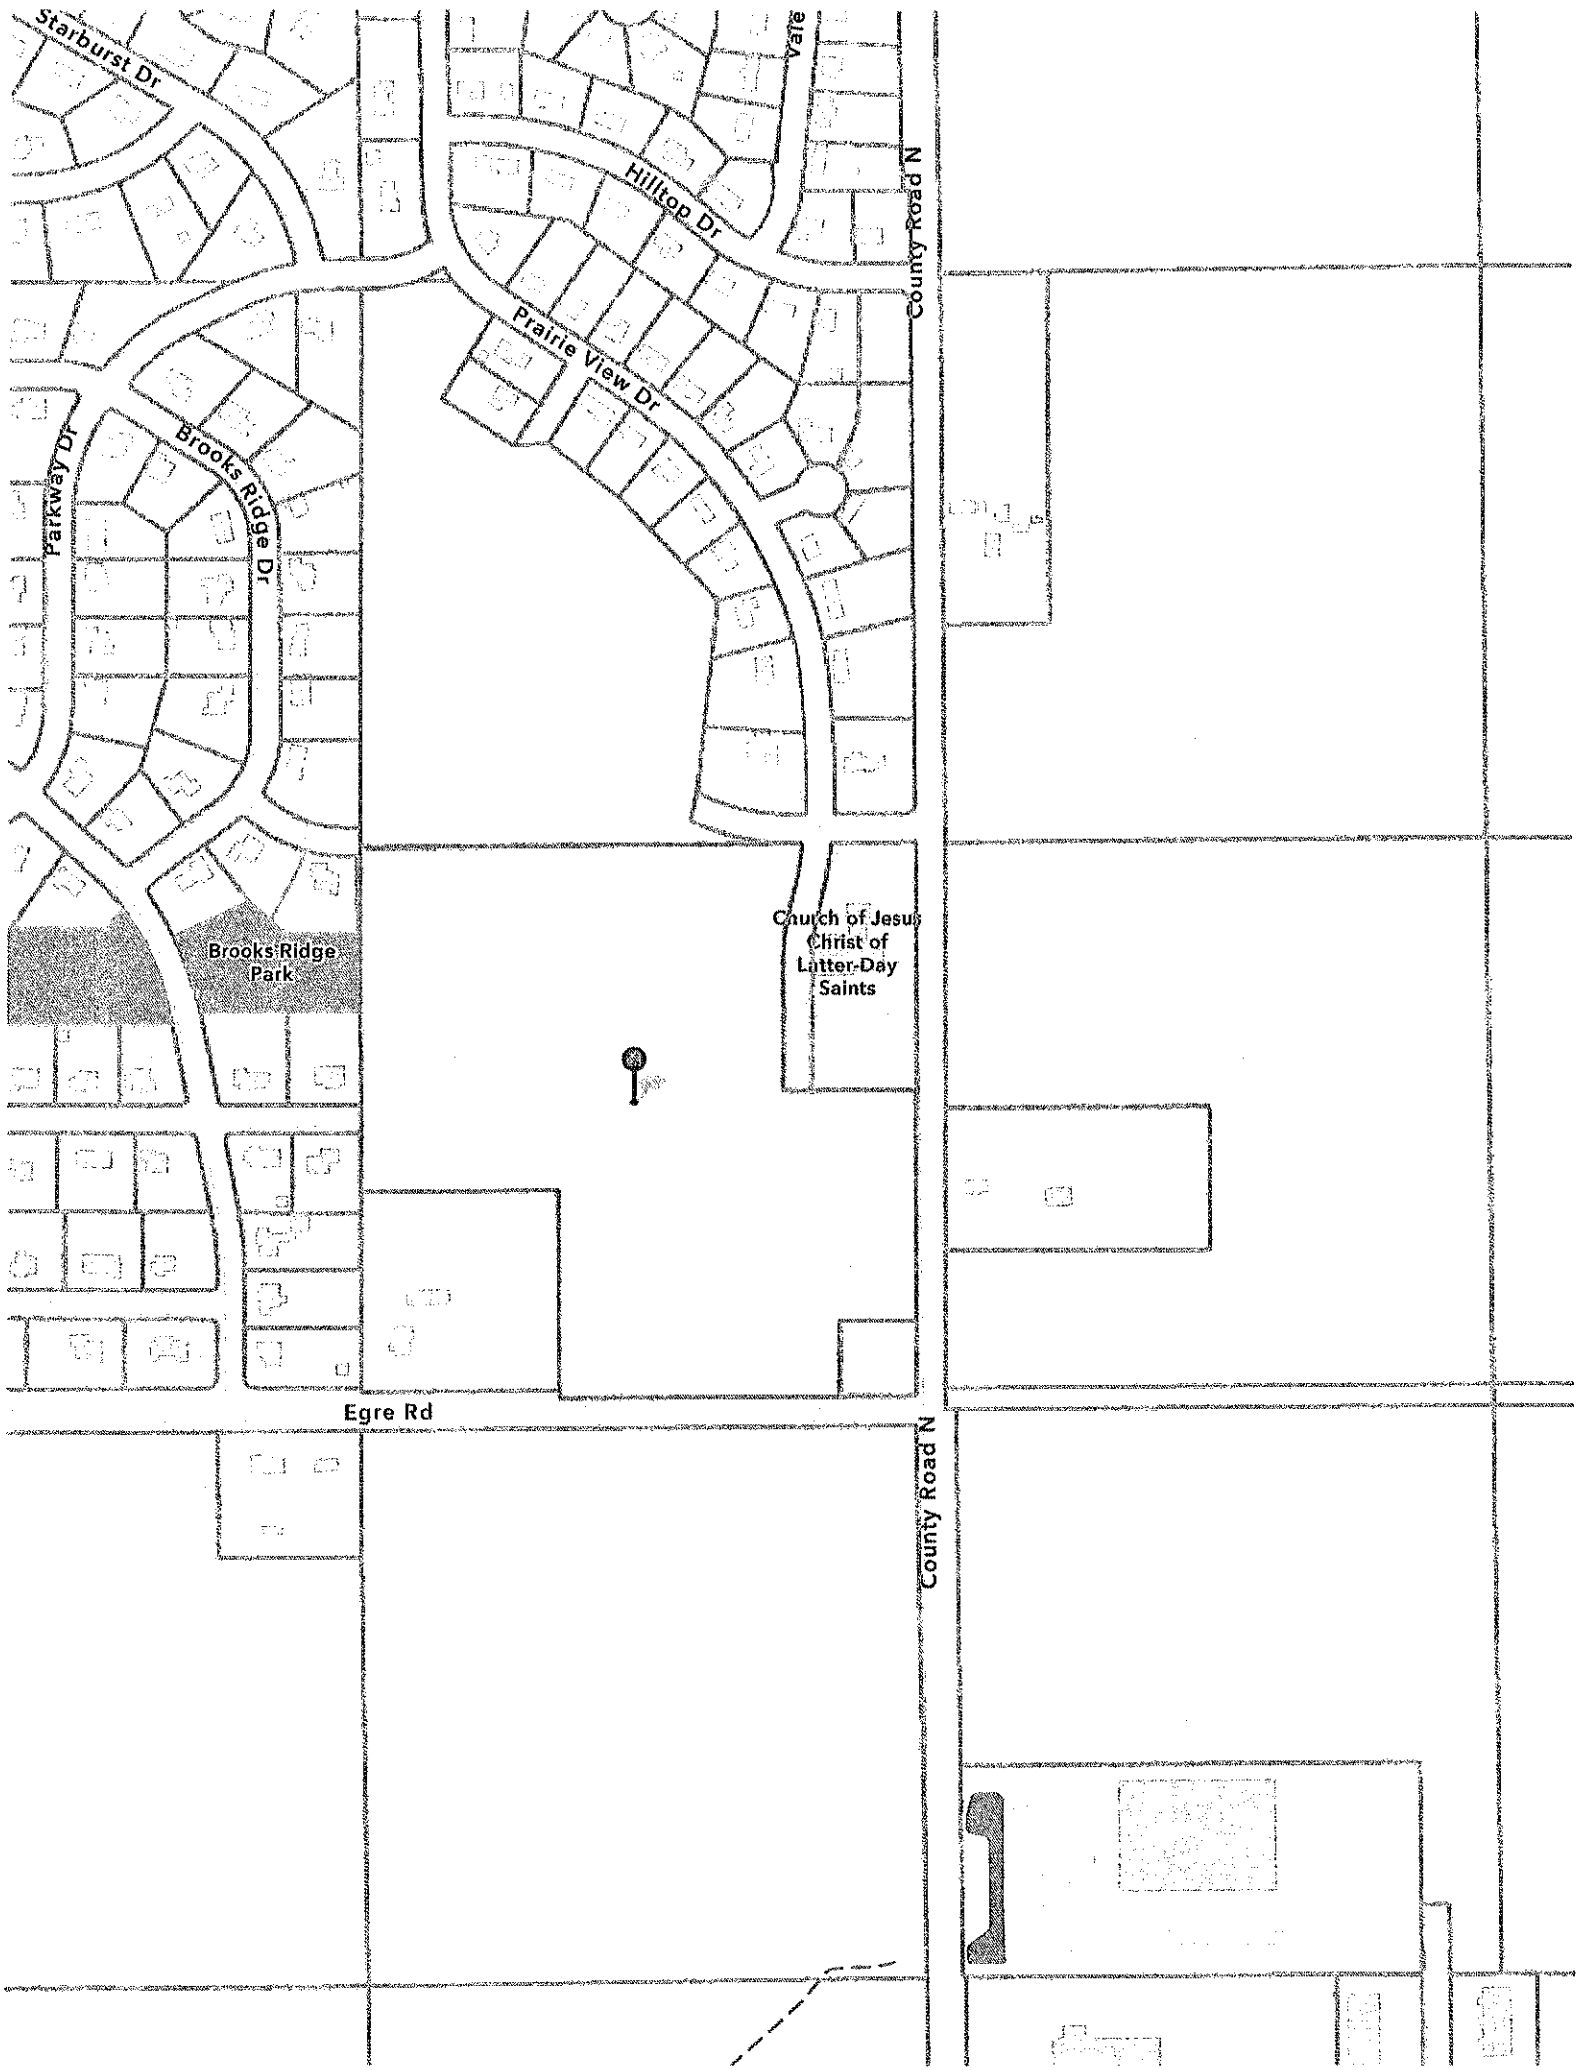 Starburst Dr
Vale
Hilltop Dr
County Road N
Prairie View Dr
Parkway Dr
Brooks Ridge Dr
Church of Jesus
Christ of
Latter-Day
Saints
Brooks Ridge
Park
Egre Rd
County Road N